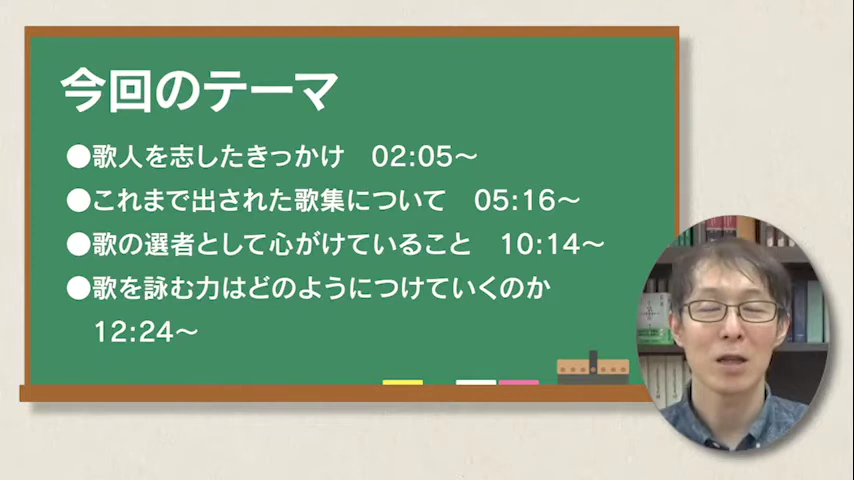 今回のテーマ
●歌人を志したきっかけ 02:05～
●これまで出された歌集について 05:16～
●歌の選者として心がけていること 10:14～
●歌を詠む力はどのようにつけていくのか
12:24～